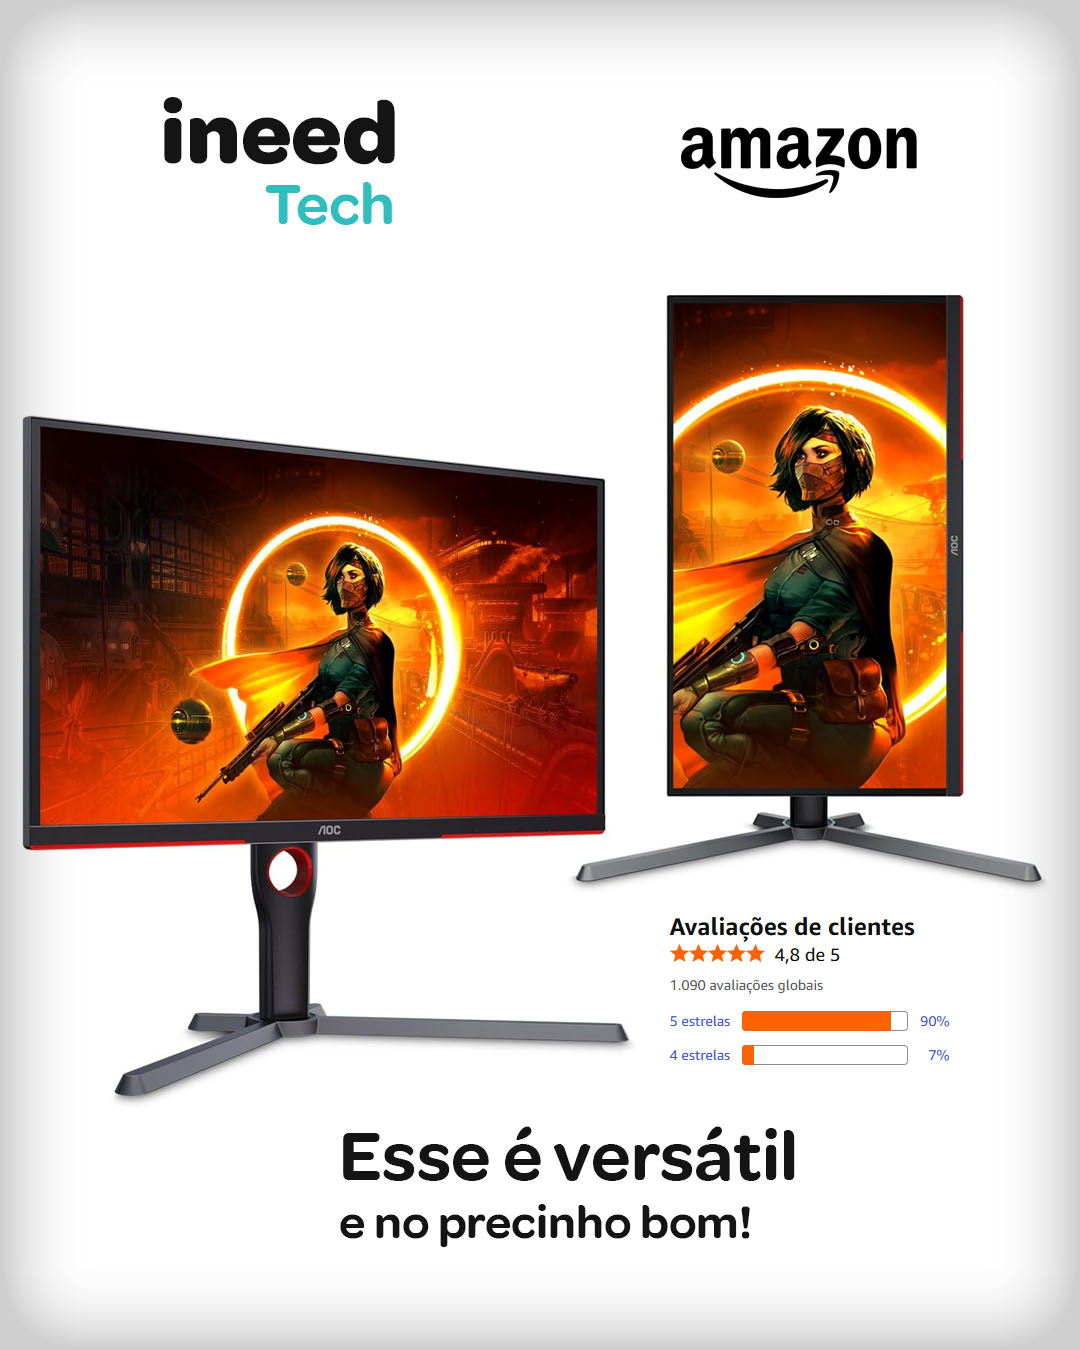 ineed
Tech
amazon
AOC
AOC
Avaliações de clientes
4,8 de 5
1.090 avaliações globais
5 estrelas 90%
4 estrelas 7%
Esse é versátil
e no precinho bom!